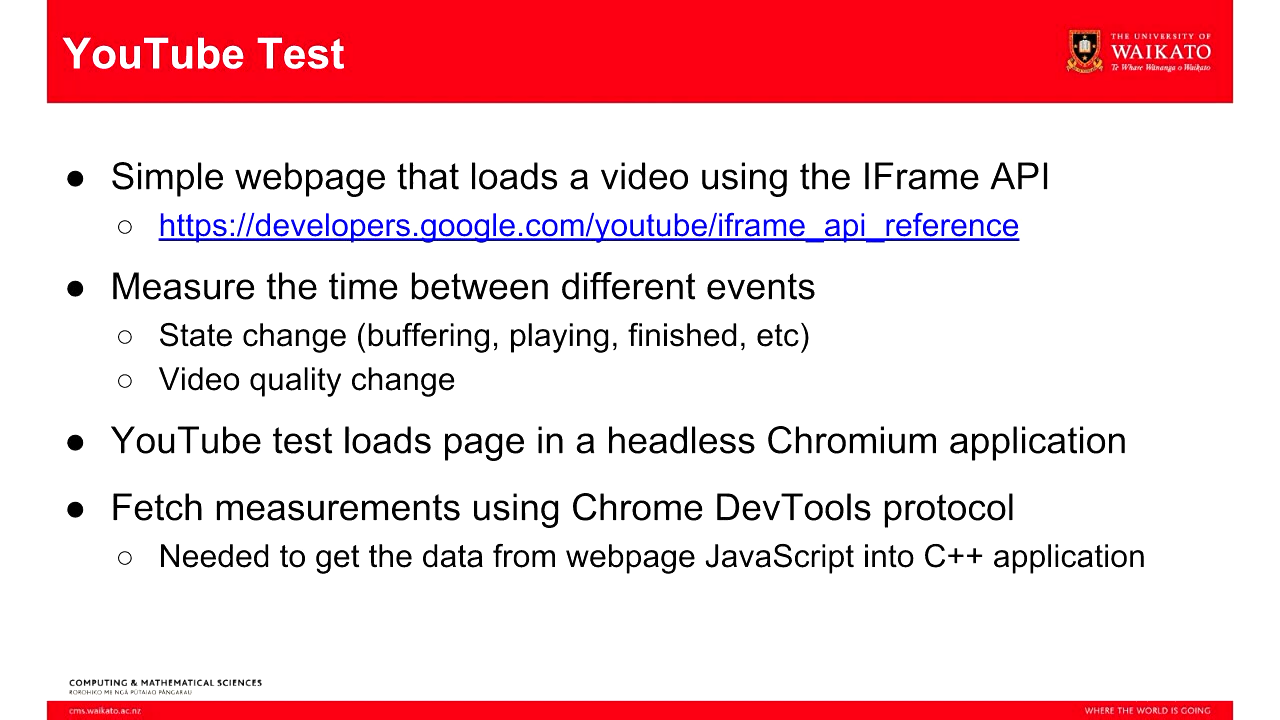 YouTube Test
THE UNIVERSITY OF
WAIKATO
Te Whare Wānanga o Waikato
● Simple webpage that loads a video using the IFrame API
○ https://developers.google.com/youtube/iframe_api_reference
● Measure the time between different events
○ State change (buffering, playing, finished, etc)
○ Video quality change
● YouTube test loads page in a headless Chromium application
● Fetch measurements using Chrome DevTools protocol
○ Needed to get the data from webpage JavaScript into C++ application
COMPUTING & MATHEMATICAL SCIENCES
ROROHIKO ME NGĀ PŪTAIAO PĀNGARAU
cms.waikato.ac.nz
WHERE THE WORLD IS GOING